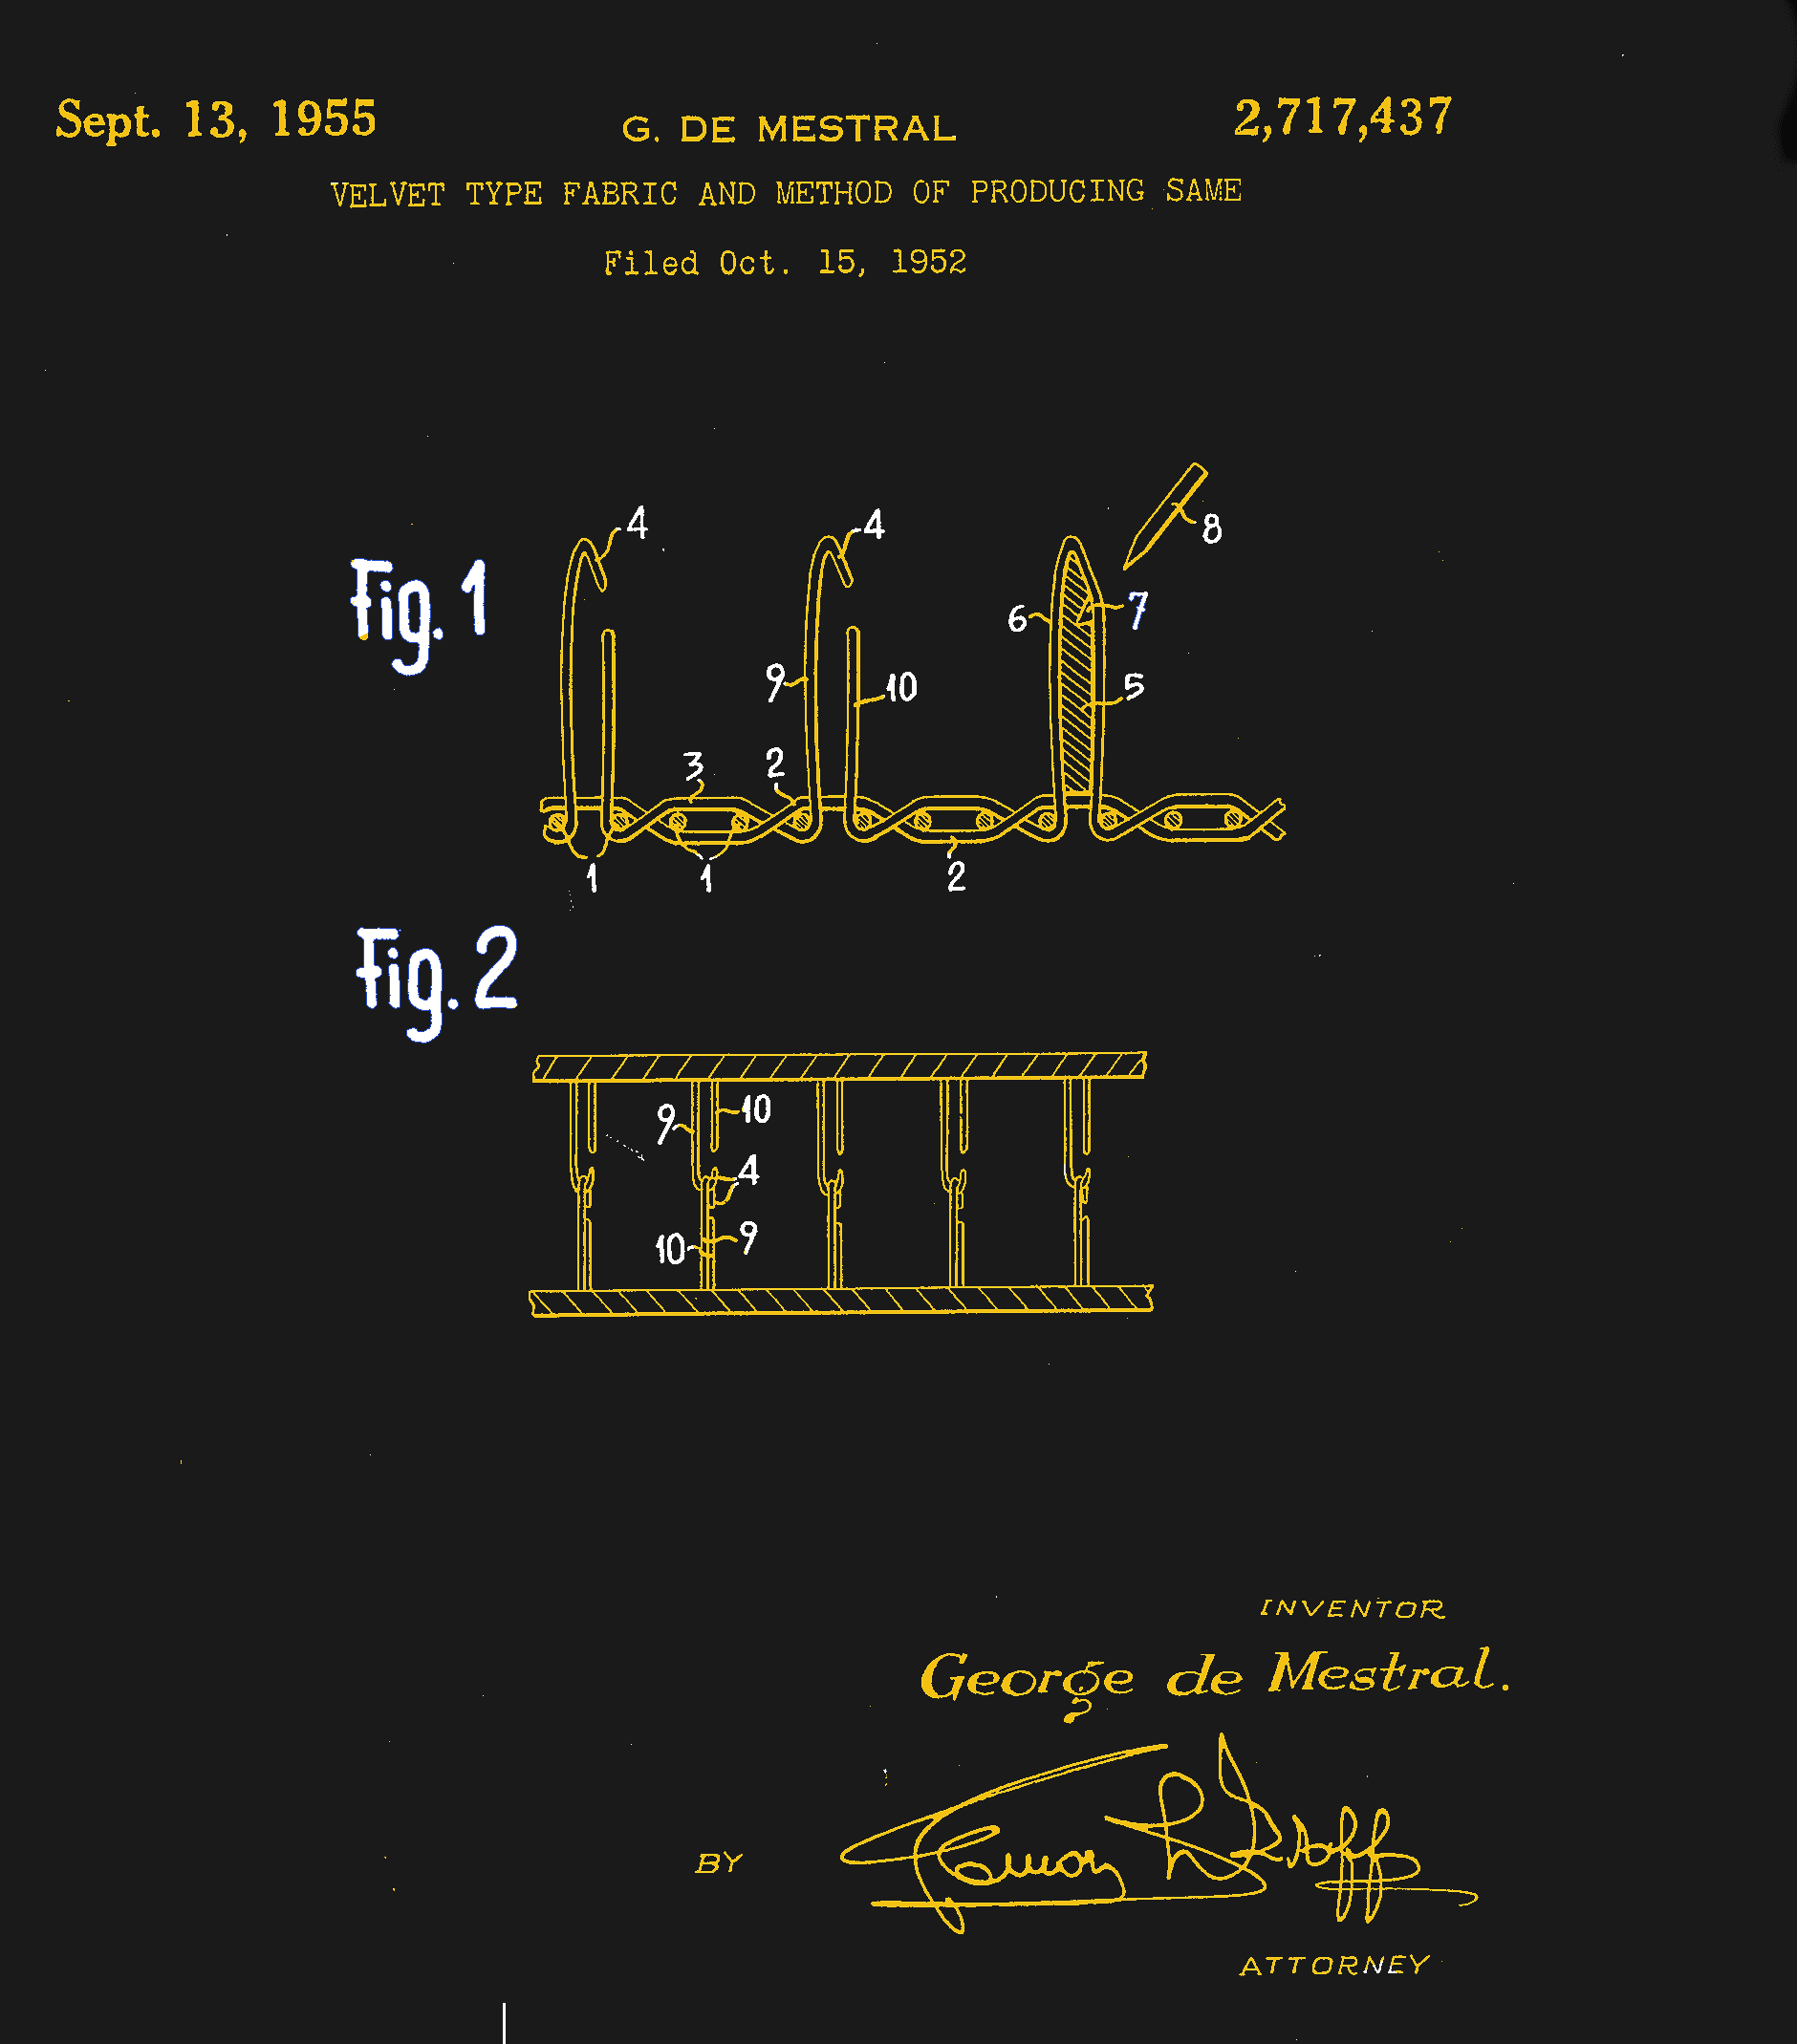 Sept. 13, 1955
G. DE MESTRAL
2,717,437
VELVET TYPE FABRIC AND METHOD OF PRODUCING SAME
Filed Oct. 15, 1952
Fig. 1
4
4
8
6
7
9
10
5
3
2
1
1
2
Fig. 2
9
10
4
10
9
INVENTOR
George de Mestral.
BY
ATTORNEY